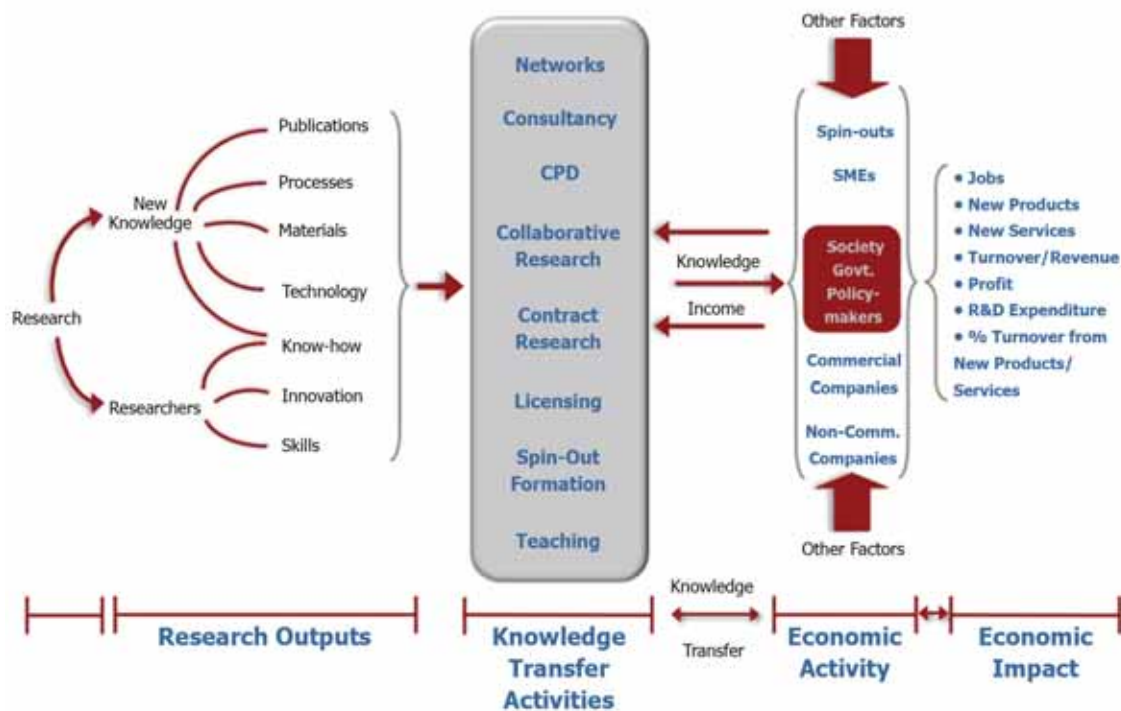 Research
New
Knowledge
Researchers
Publications
Processes
Materials
Technology
Know-how
Innovation
Skills
Networks
Consultancy
CPD
Collaborative
Research
Contract
Research
Licensing
Spin-Out
Formation
Teaching
Knowledge
Income
Other Factors
Spin-outs
SMEs
Society
Govt.
Policy-
makers
Commercial
Companies
Non-Comm.
Companies
Other Factors
• Jobs
• New Products
• New Services
• Turnover/Revenue
• Profit
• R&D Expenditure
• % Turnover from
New Products/
Services
Research Outputs
Knowledge
Transfer
Activities
Knowledge
Transfer
Economic
Activity
Economic
Impact